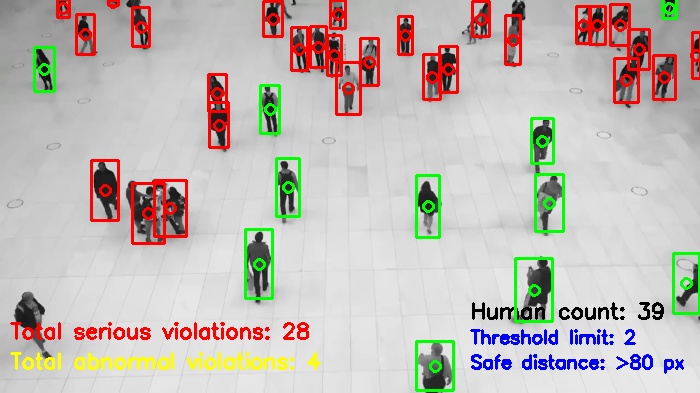 Human count: 39
Total serious violations: 28
Threshold limit: 2
Total abnormal violations: 4
Safe distance: >80 px